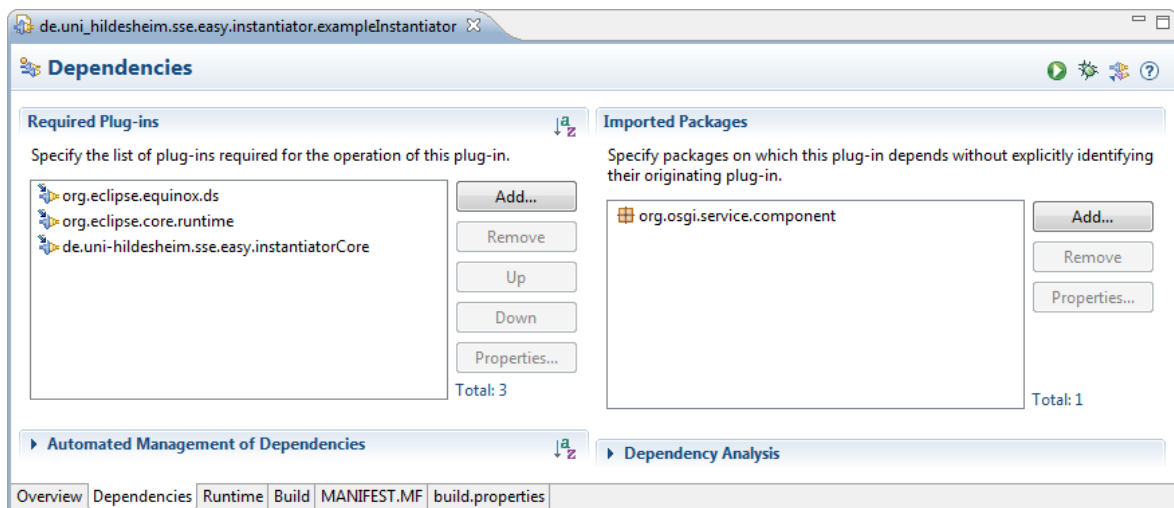 de.uni_hildesheim.sse.easy.instantiator.exampleInstantiator
Dependencies
Required Plug-ins
Specify the list of plug-ins required for the operation of this plug-in.
org.eclipse.equinox.ds
org.eclipse.core.runtime
de.uni-hildesheim.sse.easy.instantiatorCore
Add...
Remove
Up
Down
Properties...
Total: 3
Imported Packages
Specify packages on which this plug-in depends without explicitly identifying
their originating plug-in.
org.osgi.service.component
Add...
Remove
Properties...
Total: 1
Automated Management of Dependencies
Dependency Analysis
Overview Dependencies Runtime Build MANIFEST.MF build.properties